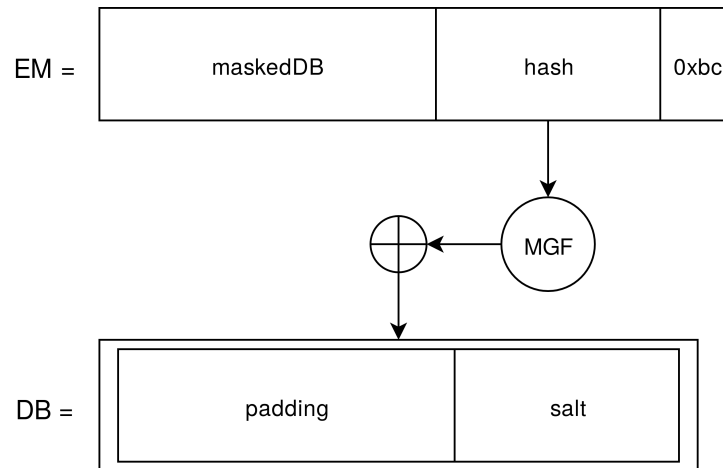 EM = maskedDB hash 0xbc
MGF
DB = padding salt